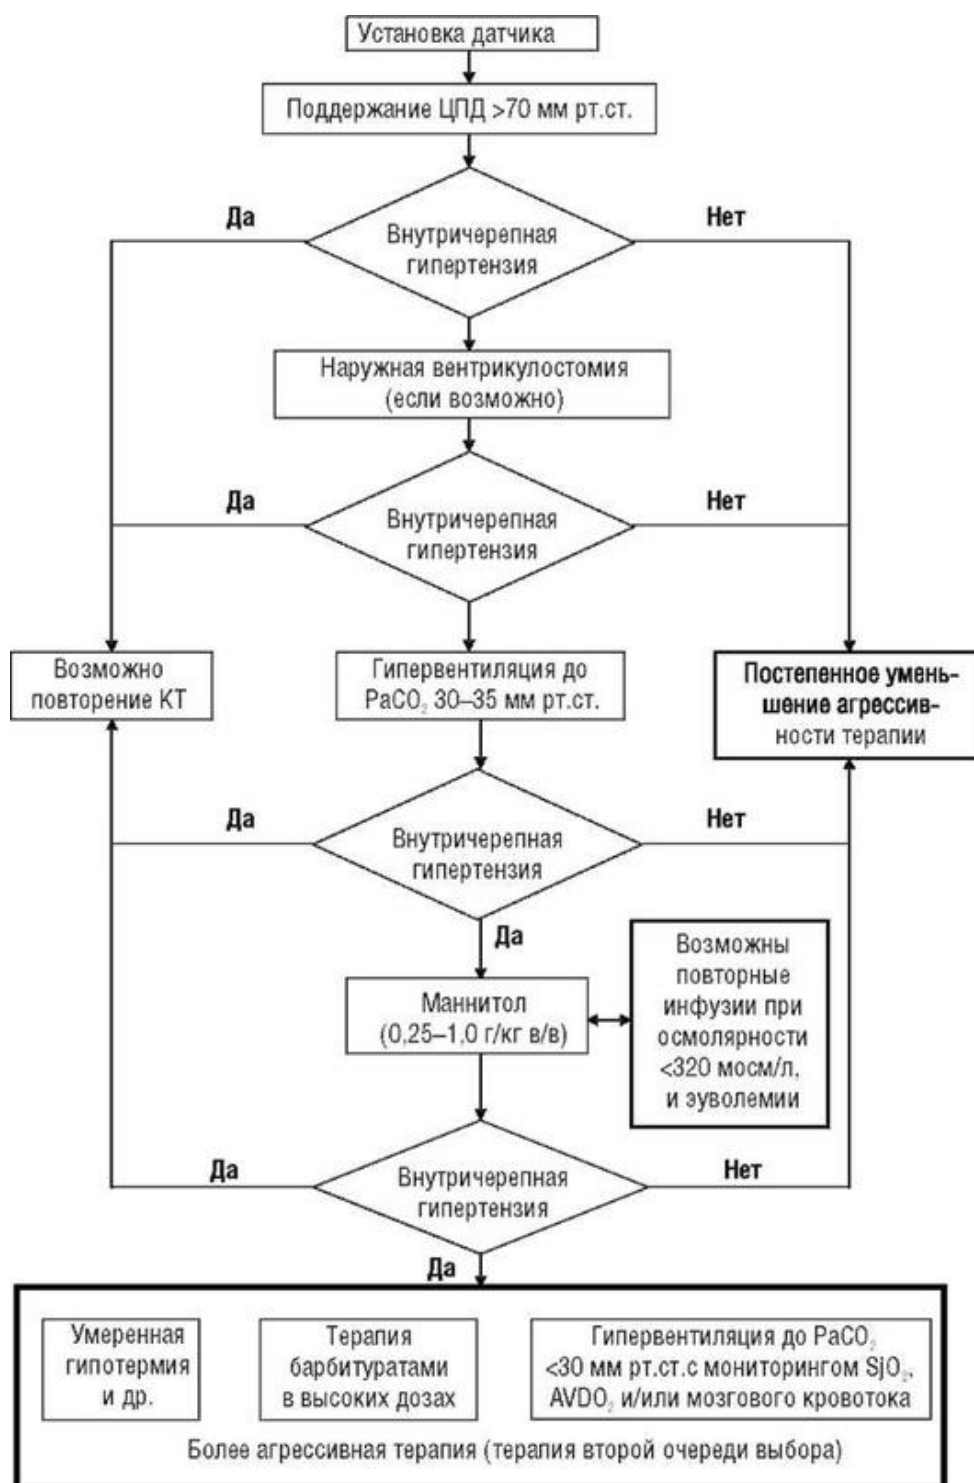 Установка датчика
Поддержание ЦПД >70 мм рт.ст.
Да
Нет
Внутричерепная
гипертензия
Наружная вентрикулостомия
(если возможно)
Да
Нет
Внутричерепная
гипертензия
Возможно
повторение КТ
Гипервентиляция до
PaCO₂ 30–35 мм рт.ст.
Постепенное умень-
шение агрессив-
ности терапии
Да
Нет
Внутричерепная
гипертензия
Да
Маннитол
(0,25–1,0 г/кг в/в)
Возможны
повторные
инфузии при
осмолярности
<320 мосм/л,
и эуволемии
Да
Нет
Внутричерепная
гипертензия
Да
Умеренная
гипотермия
и др.
Терапия
барбитуратами
в высоких дозах
Гипервентиляция до PaCO₂
<30 мм рт.ст.с мониторингом SjO₂,
AVDO₂ и/или мозгового кровотока
Более агрессивная терапия (терапия второй очереди выбора)